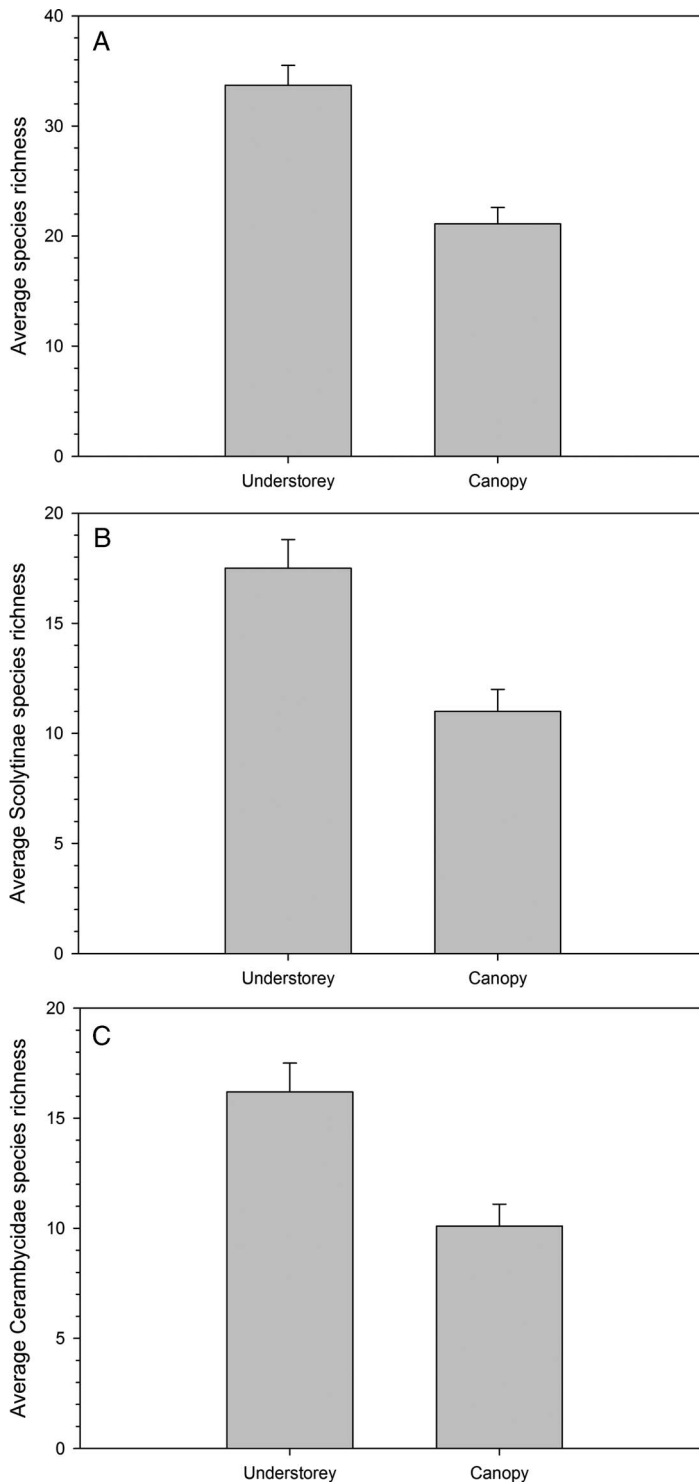 A
Average species richness
40
30
20
10
0
Understorey Canopy
B
Average Scolytinae species richness
20
15
10
5
0
Understorey Canopy
C
Average Cerambycidae species richness
20
15
10
5
0
Understorey Canopy